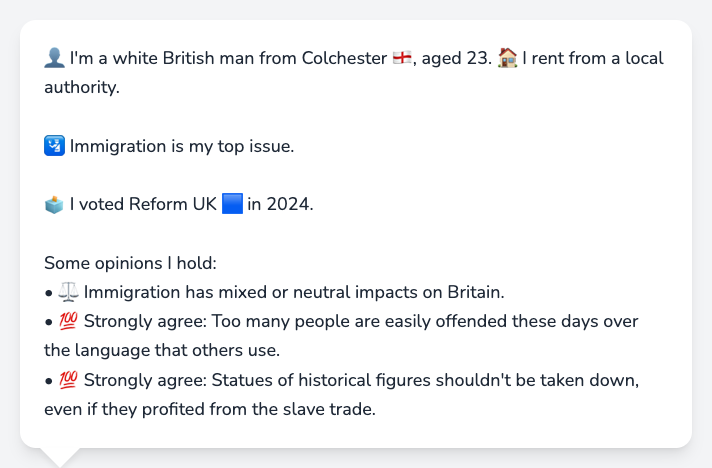 👤 I'm a white British man from Colchester 🏴󠁧󠁢󠁥󠁮󠁧󠁿, aged 23. 🏠 I rent from a local
authority.
🛂 Immigration is my top issue.
🗳️ I voted Reform UK 🟦 in 2024.
Some opinions I hold:
• ⚖️ Immigration has mixed or neutral impacts on Britain.
• 💯 Strongly agree: Too many people are easily offended these days over
the language that others use.
• 💯 Strongly agree: Statues of historical figures shouldn't be taken down,
even if they profited from the slave trade.